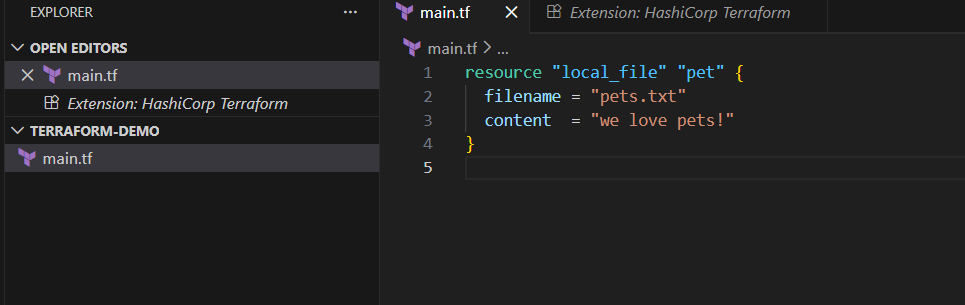 EXPLORER ...
OPEN EDITORS
main.tf
Extension: HashiCorp Terraform
TERRAFORM-DEMO
main.tf
main.tf Extension: HashiCorp Terraform
main.tf > ...
1 resource "local_file" "pet" {
2   filename = "pets.txt"
3   content  = "we love pets!"
4 }
5